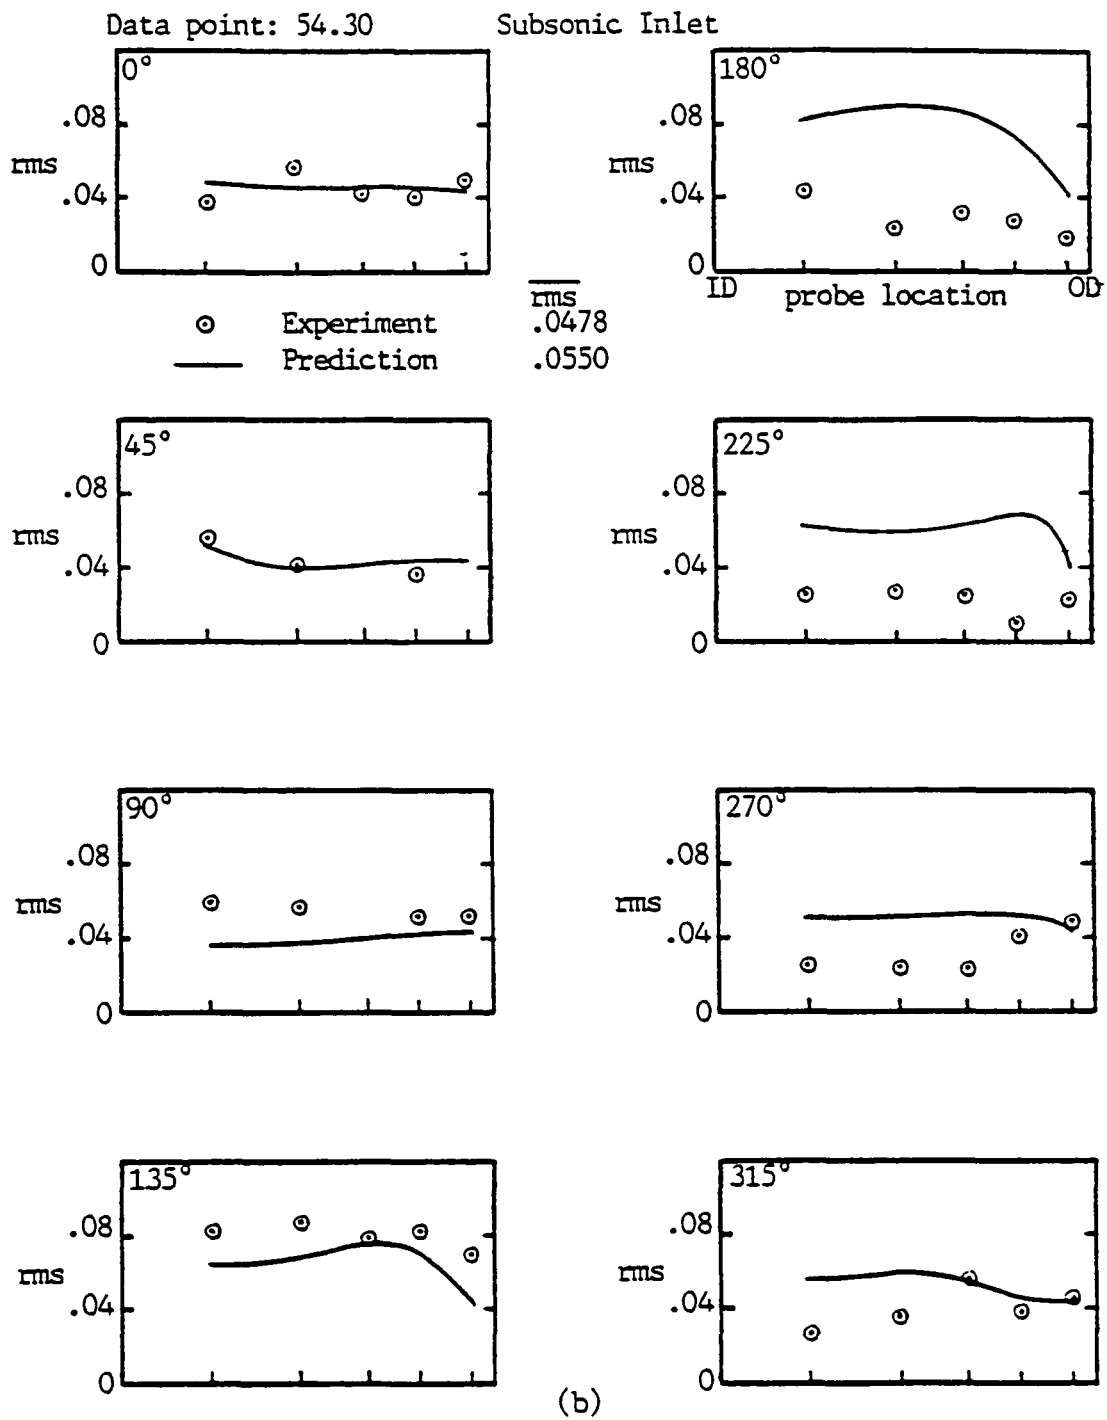 Data point: 54.30 Subsonic Inlet
0°
.08
rms
.04
0
180°
.08
rms
.04
0
ID probe location OD
rms
Experiment .0478
Prediction .0550
45°
.08
rms
.04
0
225°
.08
rms
.04
0
90°
.08
rms
.04
0
270°
.08
rms
.04
0
135°
.08
rms
.04
0
315°
.08
rms
.04
0
(b)